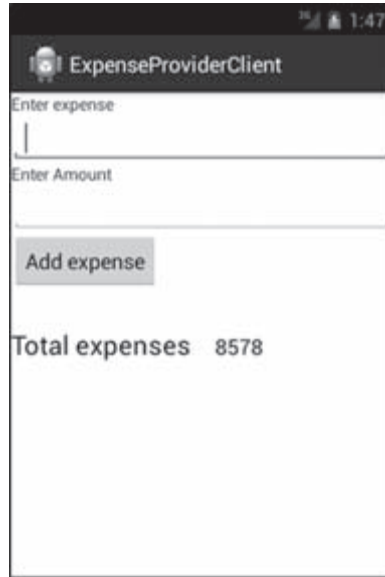 1:47
ExpenseProviderClient
Enter expense
Enter Amount
Add expense
Total expenses 8578